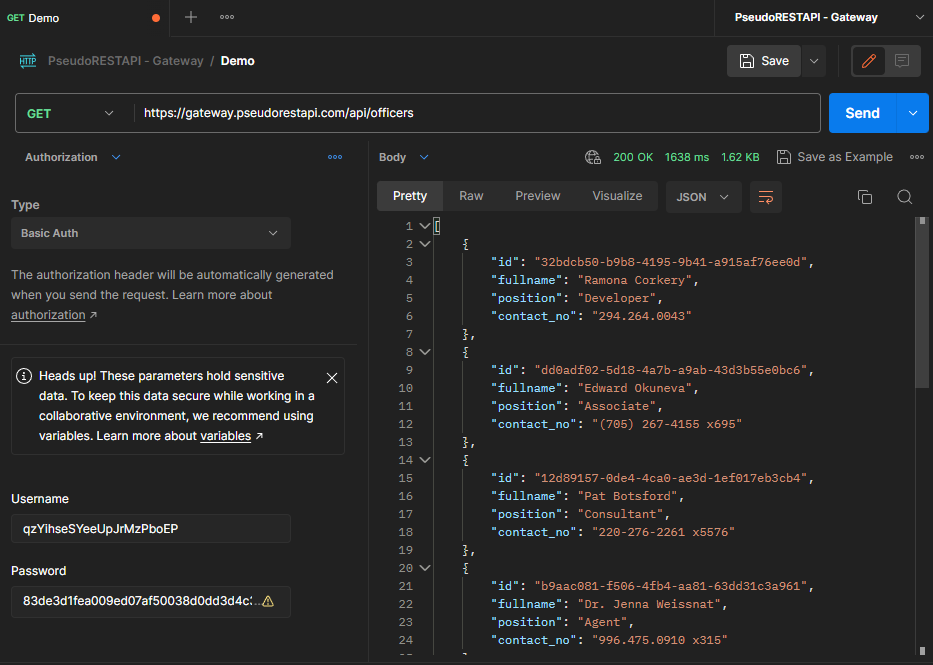 GET Demo
PseudoRESTAPI - Gateway
HTTP PseudoRESTAPI - Gateway / Demo
Save
GET https://gateway.pseudorestapi.com/api/officers
Send
Authorization
Body
200 OK 1638 ms 1.62 KB Save as Example
Type
Basic Auth
The authorization header will be automatically generated
when you send the request. Learn more about
authorization ↗
Heads up! These parameters hold sensitive
data. To keep this data secure while working in a
collaborative environment, we recommend using
variables. Learn more about variables ↗
Username
qzYihseSYeeUpJrMzPboEP
Password
83de3d1fea009ed07af50038d0dd3d4c:...
Pretty Raw Preview Visualize JSON
1 [
2 {
3 "id": "32bdcb50-b9b8-4195-9b41-a915af76ee0d",
4 "fullname": "Ramona Corkery",
5 "position": "Developer",
6 "contact_no": "294.264.0043"
7 },
8 {
9 "id": "dd0adf02-5d18-4a7b-a9ab-43d3b55e0bc6",
10 "fullname": "Edward Okuneva",
11 "position": "Associate",
12 "contact_no": "(705) 267-4155 x695"
13 },
14 {
15 "id": "12d89157-0de4-4ca0-ae3d-1ef017eb3cb4",
16 "fullname": "Pat Botsford",
17 "position": "Consultant",
18 "contact_no": "220-276-2261 x5576"
19 },
20 {
21 "id": "b9aac081-f506-4fb4-aa81-63dd31c3a961",
22 "fullname": "Dr. Jenna Weissnat",
23 "position": "Agent",
24 "contact_no": "996.475.0910 x315"